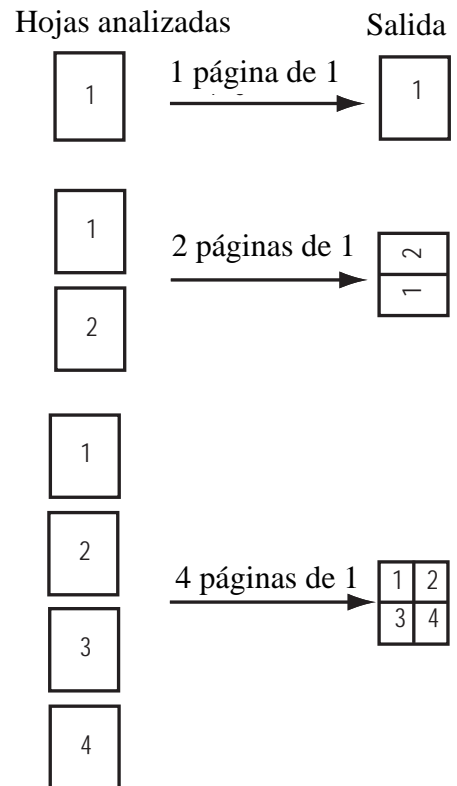 Hojas analizadas Salida
1 página de 1
1 1
1
2 páginas de 1
2
1
2
1
2
4 páginas de 1
1 2
3 4
3
4